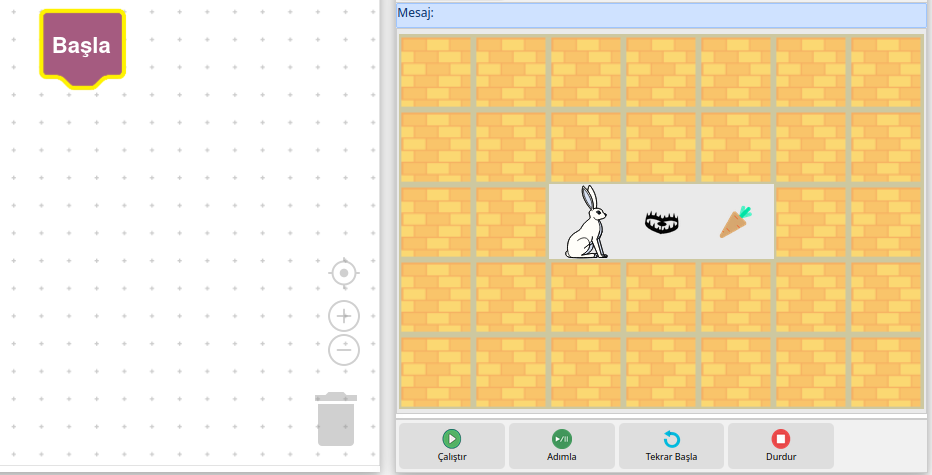 Başla
Mesaj:
Çalıştır
Adımla
Tekrar Başla
Durdur